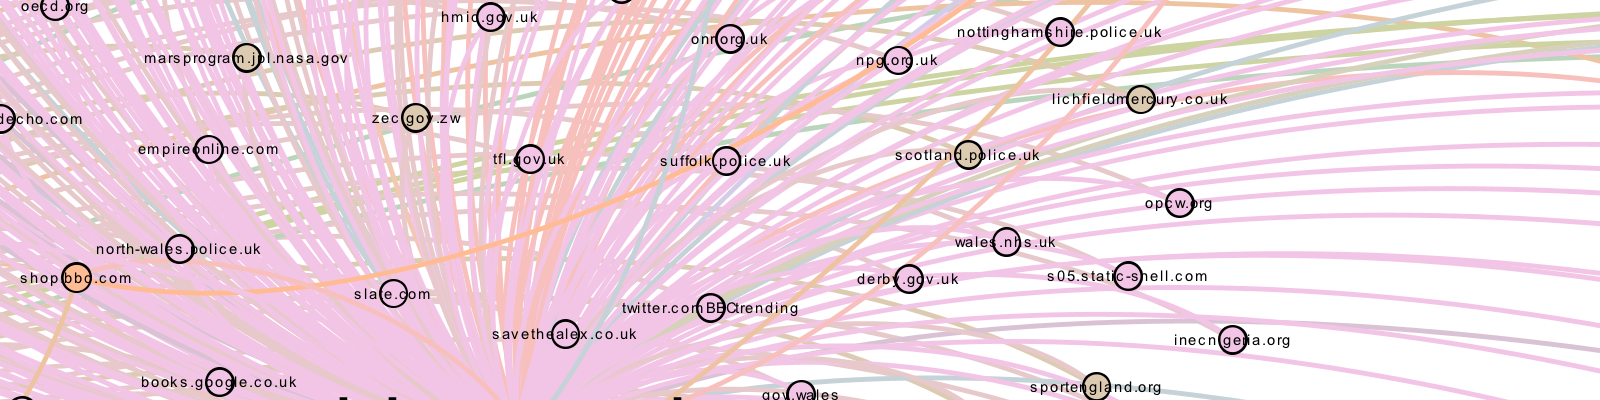 oecd.org
hmic.gov.uk
onr.org.uk
nottinghamshire.police.uk
marsprogram.jpl.nasa.gov
npg.org.uk
lichfieldmercury.co.uk
decho.com
zec.gov.zw
empireonline.com
tfl.gov.uk
suffolk.police.uk
scotland.police.uk
opcw.org
north-wales.police.uk
wales.nhs.uk
shop.bbc.com
derby.gov.uk
s05.static-shell.com
slate.com
twitter.comBBCtrending
savethealex.co.uk
inecnigeria.org
books.google.co.uk
sportengland.org
gov.wales